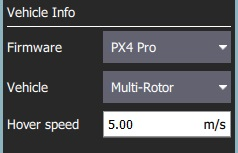 Vehicle Info
Firmware PX4 Pro
Vehicle Multi-Rotor
Hover speed 5.00 m/s